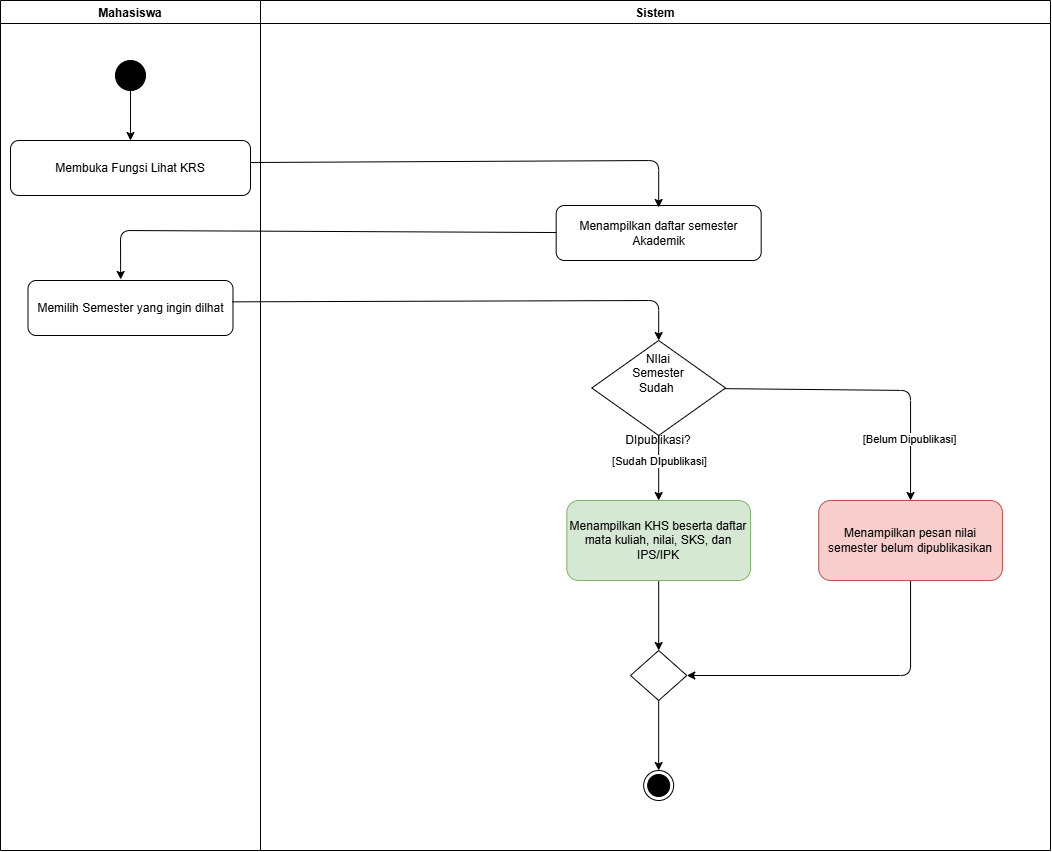 Mahasiswa
Sistem
Membuka Fungsi Lihat KRS
Menampilkan daftar semester
Akademik
Memilih Semester yang ingin dilhat
NIlai
Semester
Sudah
DIpublikasi?
[Sudah DIpublikasi]
[Belum Dipublikasi]
Menampilkan KHS beserta daftar
mata kuliah, nilai, SKS, dan
IPS/IPK
Menampilkan pesan nilai
semester belum dipublikasikan